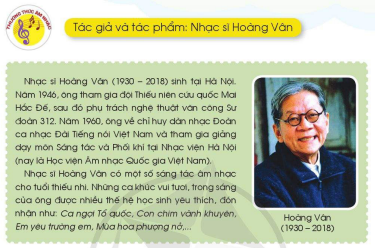 THƯỞNG THỨC ÂM NHẠC
Tác giả và tác phẩm: Nhạc sĩ Hoàng Vân
Nhạc sĩ Hoàng Vân (1930 – 2018) sinh tại Hà Nội.
Năm 1946, ông tham gia đội Thiếu niên cứu quốc Mai
Hắc Đế, sau đó phụ trách nghệ thuật văn công Sư
đoàn 312. Năm 1960, ông về chỉ huy dàn nhạc Đoàn
ca nhạc Đài Tiếng nói Việt Nam và tham gia giảng
dạy môn Sáng tác và Phối khí tại Nhạc viện Hà Nội
(nay là Học viện Âm nhạc Quốc gia Việt Nam).
Nhạc sĩ Hoàng Vân có một số sáng tác âm nhạc
cho tuổi thiếu nhi. Những ca khúc vui tươi, trong sáng
của ông được nhiều thế hệ học sinh yêu thích, đón
nhận như: Ca ngợi Tổ quốc, Con chim vành khuyên,
Em yêu trường em, Mùa hoa phượng nở,...
Hoàng Vân
(1930 – 2018)